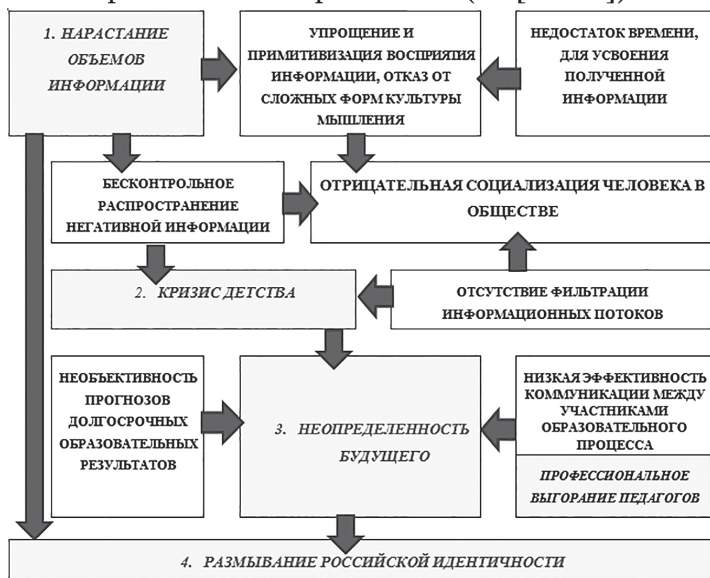 1. НАРАСТАНИЕ
ОБЪЕМОВ
ИНФОРМАЦИИ
УПРОЩЕНИЕ И
ПРИМИТИВИЗАЦИЯ ВОСПРИЯТИЯ
ИНФОРМАЦИИ, ОТКАЗ ОТ
СЛОЖНЫХ ФОРМ КУЛЬТУРЫ
МЫШЛЕНИЯ
НЕДОСТАТОК ВРЕМЕНИ,
ДЛЯ УСВОЕНИЯ
ПОЛУЧЕННОЙ
ИНФОРМАЦИИ
БЕСКОНТРОЛЬНОЕ
РАСПРОСТРАНЕНИЕ
НЕГАТИВНОЙ ИНФОРМАЦИИ
ОТРИЦАТЕЛЬНАЯ СОЦИАЛИЗАЦИЯ ЧЕЛОВЕКА В
ОБЩЕСТВЕ
2. КРИЗИС ДЕТСТВА
ОТСУТСТВИЕ ФИЛЬТРАЦИИ
ИНФОРМАЦИОННЫХ ПОТОКОВ
НЕОБЪЕКТИВНОСТЬ
ПРОГНОЗОВ
ДОЛГОСРОЧНЫХ
ОБРАЗОВАТЕЛЬНЫХ
РЕЗУЛЬТАТОВ
3. НЕОПРЕДЕЛЕННОСТЬ
БУДУЩЕГО
НИЗКАЯ ЭФФЕКТИВНОСТЬ
КОММУНИКАЦИИ МЕЖДУ
УЧАСТНИКАМИ
ОБРАЗОВАТЕЛЬНОГО
ПРОЦЕССА
ПРОФЕССИОНАЛЬНОЕ
ВЫГОРАНИЕ ПЕДАГОГОВ
4. РАЗМЫВАНИЕ РОССИЙСКОЙ ИДЕНТИЧНОСТИ